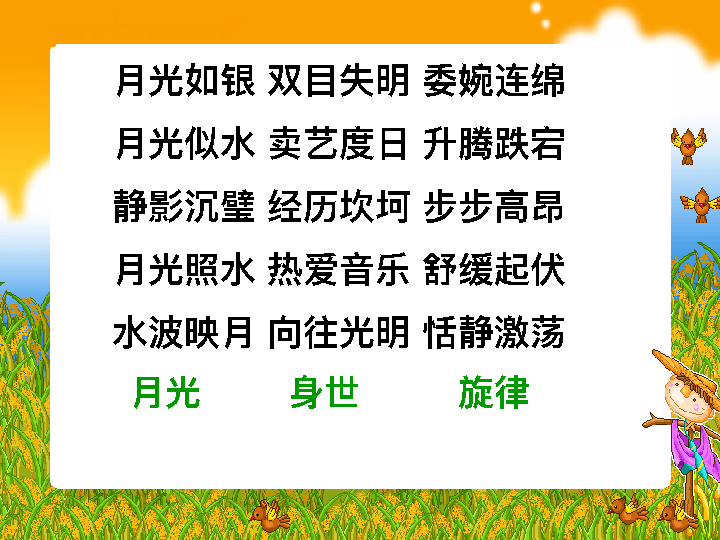 月光如银 双目失明 委婉连绵
月光似水 卖艺度日 升腾跌宕
静影沉璧 经历坎坷 步步高昂
月光照水 热爱音乐 舒缓起伏
水波映月 向往光明 恬静激荡
月光 身世 旋律